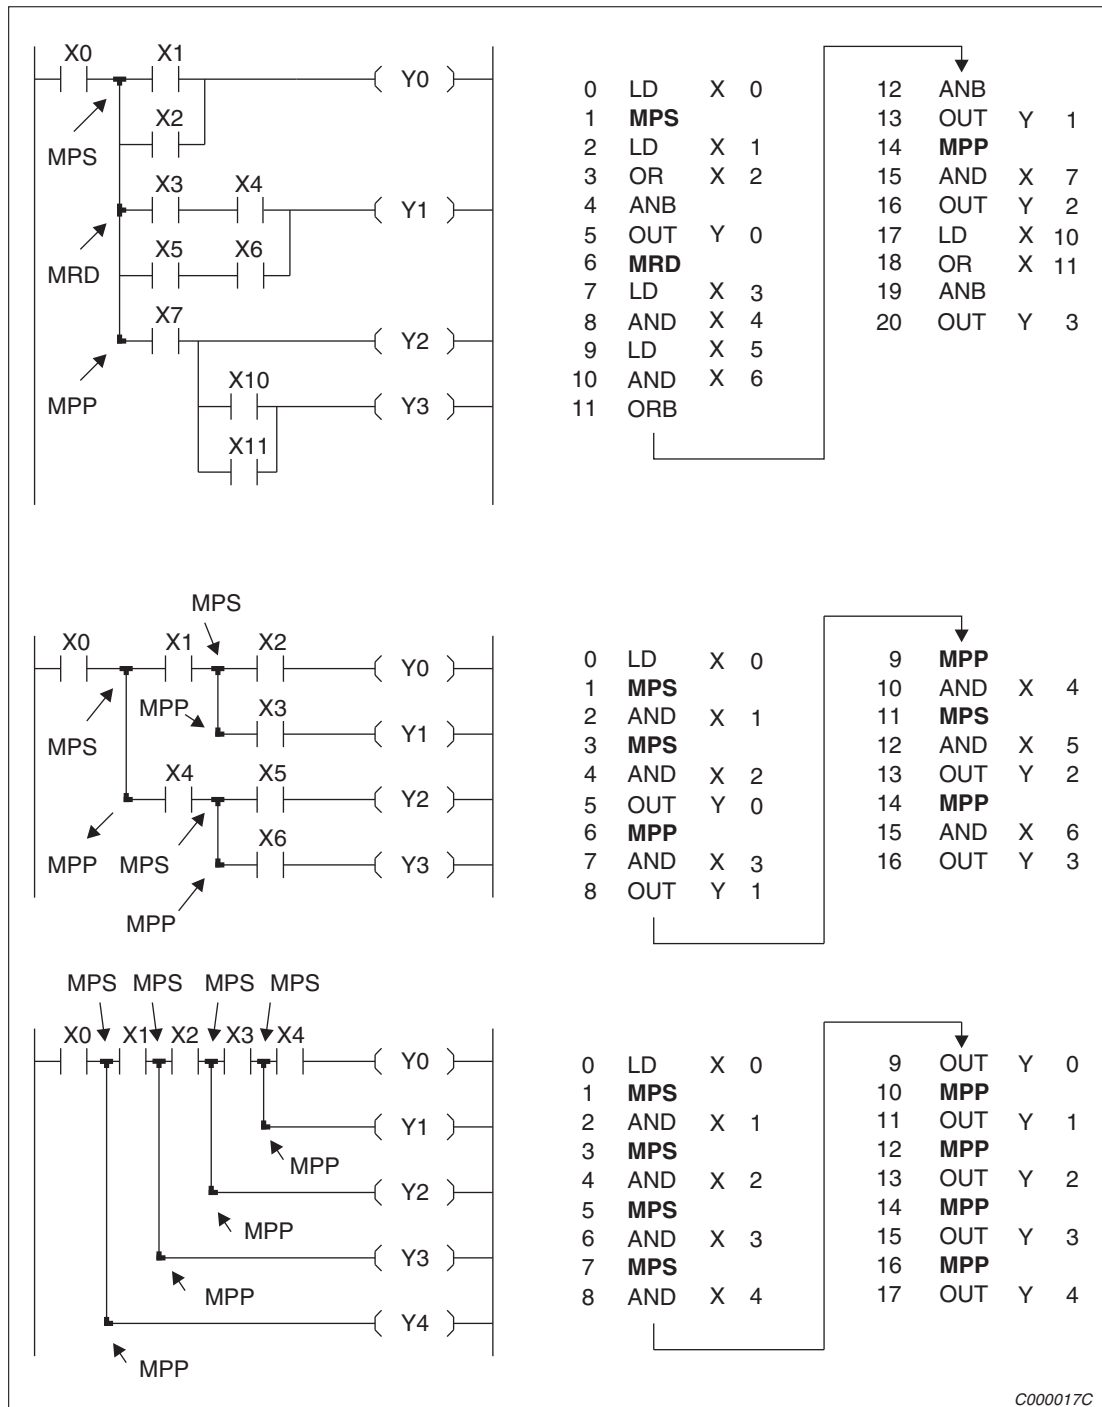 X0 X1 Y0
X2
MPS
X3 X4 Y1
X5 X6
MRD
X7 Y2
X10 Y3
MPP
X11
0 LD X 0
1 MPS
2 LD X 1
3 OR X 2
4 ANB
5 OUT Y 0
6 MRD
7 LD X 3
8 AND X 4
9 LD X 5
10 AND X 6
11 ORB
12 ANB
13 OUT Y 1
14 MPP
15 AND X 7
16 OUT Y 2
17 LD X 10
18 OR X 11
19 ANB
20 OUT Y 3
MPS
X0 X1 X2 Y0
MPP X3 Y1
MPS
X4 X5 Y2
MPP MPS X6 Y3
MPP
0 LD X 0
1 MPS
2 AND X 1
3 MPS
4 AND X 2
5 OUT Y 0
6 MPP
7 AND X 3
8 OUT Y 1
9 MPP
10 AND X 4
11 MPS
12 AND X 5
13 OUT Y 2
14 MPP
15 AND X 6
16 OUT Y 3
MPS MPS MPS MPS
X0 X1 X2 X3 X4 Y0
Y1
MPP
Y2
MPP
Y3
MPP
Y4
MPP
0 LD X 0
1 MPS
2 AND X 1
3 MPS
4 AND X 2
5 MPS
6 AND X 3
7 MPS
8 AND X 4
9 OUT Y 0
10 MPP
11 OUT Y 1
12 MPP
13 OUT Y 2
14 MPP
15 OUT Y 3
16 MPP
17 OUT Y 4
C000017C